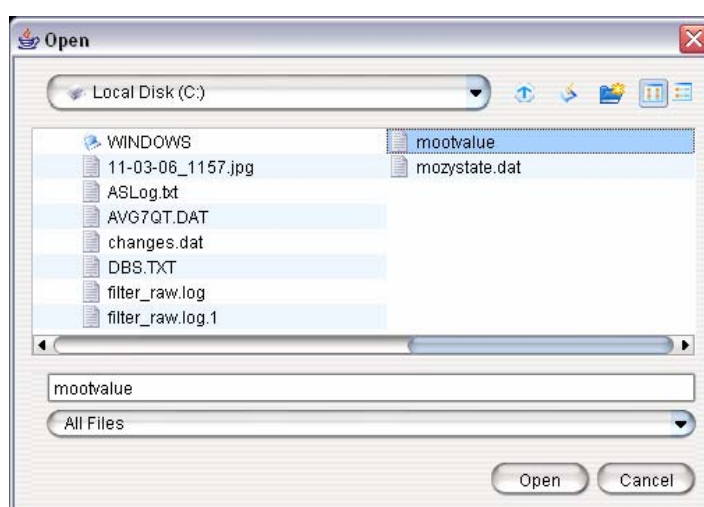 Open
Local Disk (C:)
WINDOWS
11-03-06_1157.jpg
ASLog.txt
AVG7QT.DAT
changes.dat
DBS.TXT
filter_raw.log
filter_raw.log.1
mootvalue
mozystate.dat
mootvalue
All Files
Open
Cancel